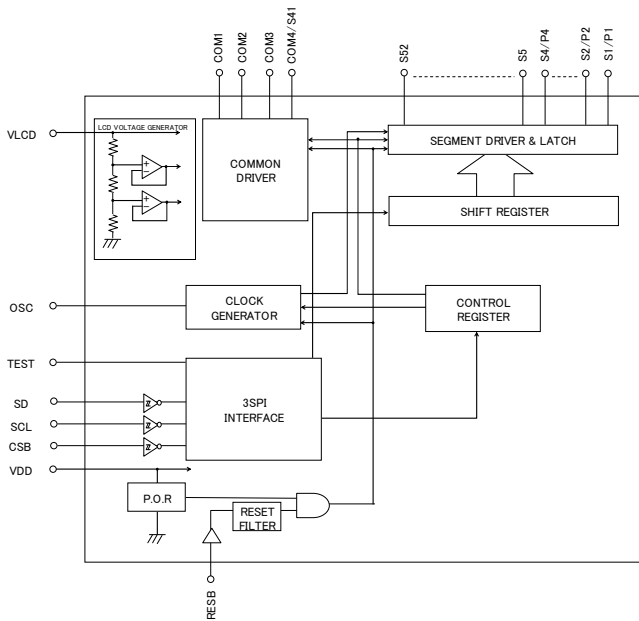 COM1
COM2
COM3
COM4/S41
S52
S5
S4/P4
S2/P2
S1/P1
VLCD
LCD VOLTAGE GENERATOR
+
−
+
−
COMMON
DRIVER
SEGMENT DRIVER & LATCH
SHIFT REGISTER
OSC
CLOCK
GENERATOR
CONTROL
REGISTER
TEST
SD
SCL
CSB
3SPI
INTERFACE
VDD
P.O.R
RESET
FILTER
RESB